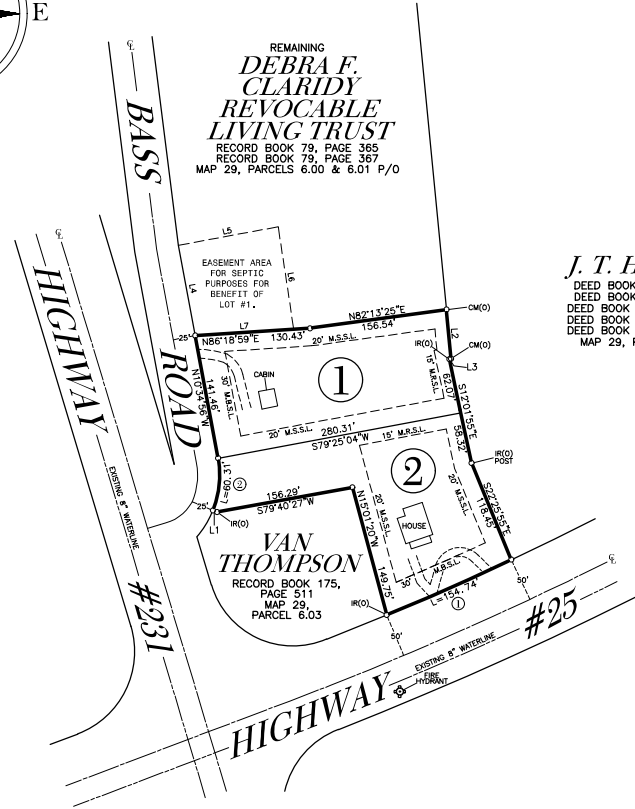 E
℄
REMAINING
DEBRA F.
CLARIDY
REVOCABLE
LIVING TRUST
RECORD BOOK 79, PAGE 365
RECORD BOOK 79, PAGE 367
MAP 29, PARCELS 6.00 & 6.01 P/O
BASS
ROAD
℄
HIGHWAY
#231
EXISTING 8" WATERLINE
L5
L4
L6
EASEMENT AREA
FOR SEPTIC
PURPOSES FOR
BENEFIT OF
LOT #1.
J. T. H
DEED BOOK
DEED BOOK
DEED BOOK
DEED BOOK
DEED BOOK
MAP 29, P
L7
N86°18'59"E 130.43'
N82°13'25"E
156.54'
CM(O)
L2
IR(O)
CM(O)
L3
25'
20' M.S.S.L.
15' M.R.S.L.
N10°34'56"W
141.46'
30' M.B.S.L.
CABIN
1
62.07'
S12°01'55"E
58.32'
20' M.S.S.L.
280.31'
S79°25'04"W
15' M.R.S.L.
IR(O)
POST
2
L=60.31'
2
25'
L1
IR(O)
156.29'
S79°40'27"W
N15°01'20"W
149.75'
20' M.S.S.L.
20' M.S.S.L.
S22°25'55"E
118.45'
HOUSE
30' M.B.S.L.
VAN
THOMPSON
RECORD BOOK 175,
PAGE 511
MAP 29,
PARCEL 6.03
IR(O)
L=154.74'
1
50'
50'
℄
HIGHWAY
#25
EXISTING 8" WATERLINE
FIRE
HYDRANT